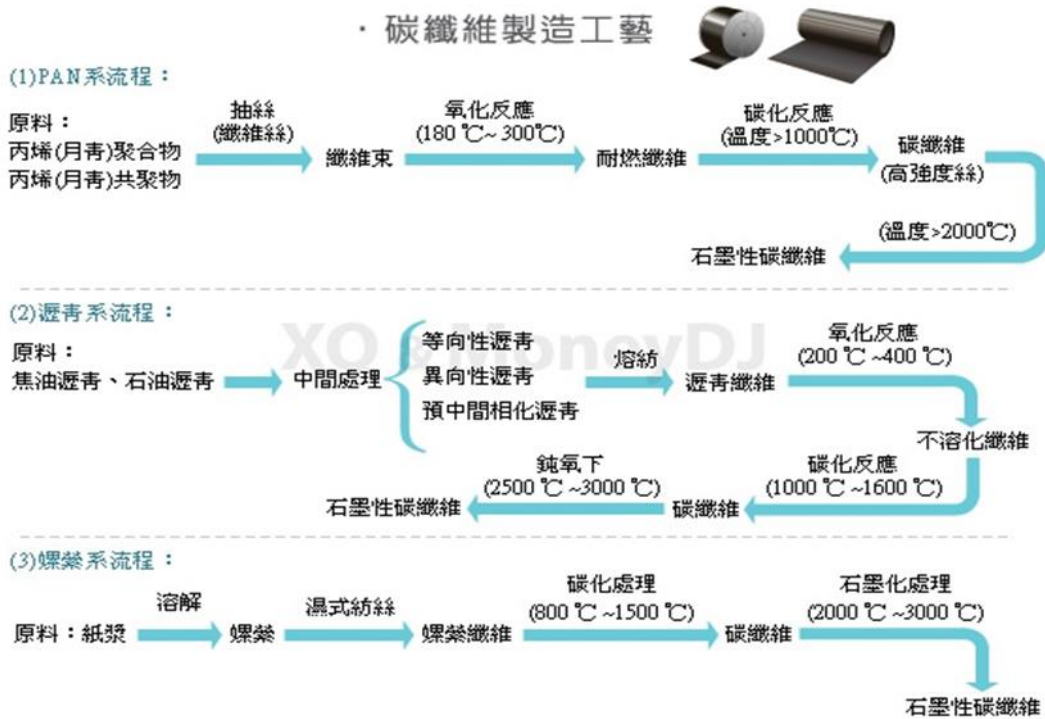 · 碳纖維製造工藝
(1)PAN系流程：
原料：
丙烯(月青)聚合物
丙烯(月青)共聚物
抽絲
(纖維絲)
纖維束
氧化反應
(180 ℃~ 300℃)
耐燃纖維
碳化反應
(溫度>1000℃)
碳纖維
(高強度絲)
(溫度>2000℃)
石墨性碳纖維
(2)瀝青系流程：
原料：
焦油瀝青、石油瀝青
中間處理
等向性瀝青
異向性瀝青
預中間相化瀝青
熔紡
瀝青纖維
氧化反應
(200 ℃ ~400 ℃)
不溶化纖維
碳化反應
(1000 ℃ ~1600 ℃)
碳纖維
鈍氧下
(2500 ℃ ~3000 ℃)
石墨性碳纖維
XQ & MoneyDJ
(3)嫘縈系流程：
原料：紙漿
溶解
嫘縈
濕式紡絲
嫘縈纖維
碳化處理
(800 ℃ ~1500 ℃)
碳纖維
石墨化處理
(2000 ℃ ~3000 ℃)
石墨性碳纖維